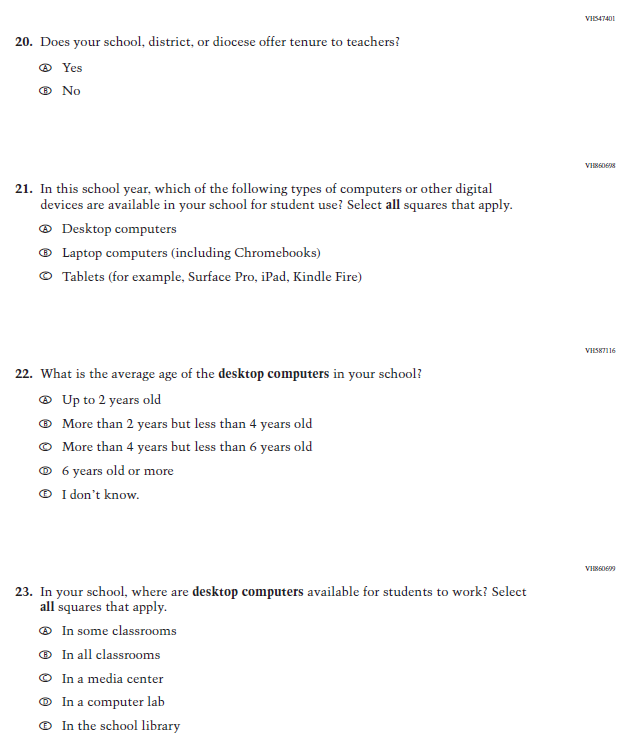 VH547401
20. Does your school, district, or diocese offer tenure to teachers?
A Yes
B No
VH860698
21. In this school year, which of the following types of computers or other digital
devices are available in your school for student use? Select all squares that apply.
A Desktop computers
B Laptop computers (including Chromebooks)
C Tablets (for example, Surface Pro, iPad, Kindle Fire)
VH587116
22. What is the average age of the desktop computers in your school?
A Up to 2 years old
B More than 2 years but less than 4 years old
C More than 4 years but less than 6 years old
D 6 years old or more
E I don't know.
VH860699
23. In your school, where are desktop computers available for students to work? Select
all squares that apply.
A In some classrooms
B In all classrooms
C In a media center
D In a computer lab
E In the school library